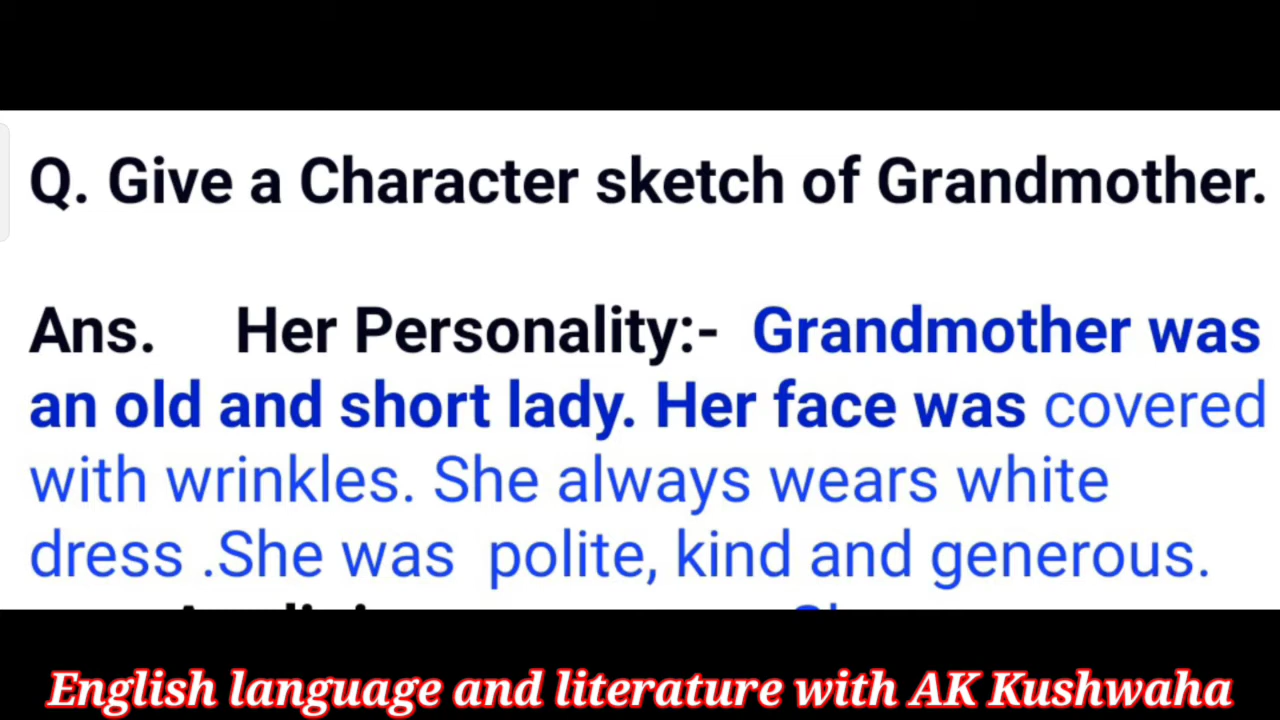 Q. Give a Character sketch of Grandmother.
Ans. Her Personality:- Grandmother was
an old and short lady. Her face was covered
with wrinkles. She always wears white
dress .She was polite, kind and generous.
English language and literature with AK Kushwaha